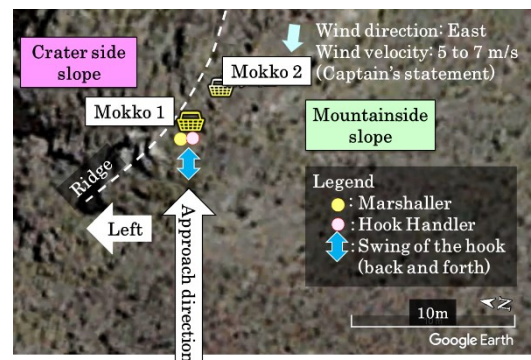 Crater side
slope
Wind direction: East
Wind velocity: 5 to 7 m/s
(Captain's statement)
Mokko 2
Mokko 1
Mountainside
slope
Ridge
Left
Approach direction
Legend
: Marshaller
: Hook Handler
: Swing of the hook
(back and forth)
10m
N
Google Earth